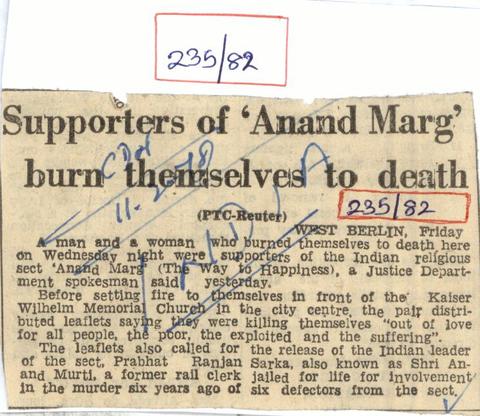 235/82
Supporters of 'Anand Marg'
burn themselves to death
CDN
11.2.78
INDIA
(PTC-Reuter)
235/82
WEST BERLIN, Friday
A man and a woman who burned themselves to death here
on Wednesday night were supporters of the Indian religious
sect 'Anand Marg' (The Way to Happiness), a Justice Depart-
ment spokesman said yesterday.
Before setting fire to themselves in front of the Kaiser
Wilhelm Memorial Church in the city centre, the pair distri-
buted leaflets saying they were killing themselves "out of love
for all people, the poor, the exploited and the suffering".
The leaflets also called for the release of the Indian leader
of the sect, Prabhat Ranjan Sarka, also known as Shri An-
and Murti, a former rail clerk jailed for life for involvement
in the murder six years ago of six defectors from the sect.